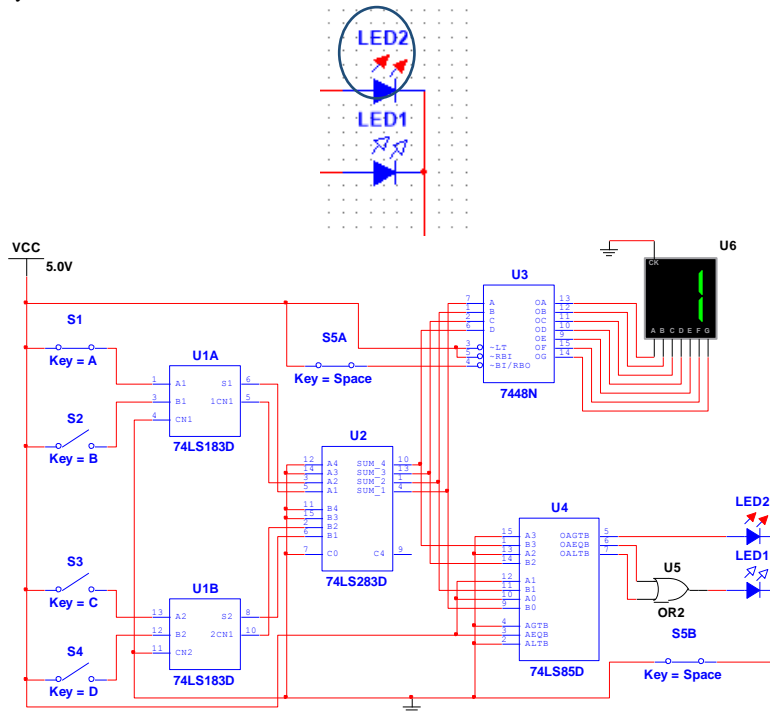 LED2
LED1
VCC
5.0V
S1
Key = A
S2
Key = B
S3
Key = C
S4
Key = D
U1A
1 A1 S1 6
3 B1 1CN1 5
4 CN1
74LS183D
U1B
13 A2 S2 8
12 B2 2CN1 10
11 CN2
74LS183D
S5A
Key = Space
U2
12 A4 SUM_4 10
14 A3 SUM_3 13
3 A2 SUM_2 1
5 A1 SUM_1 4
11 B4
15 B3
2 B2
6 B1
7 C0 C4 9
74LS283D
U3
7 A OA 13
1 B OB 12
2 C OC 11
6 D OD 10
OE 9
3 ~LT OF 15
5 ~RBI OG 14
4 ~BI/RBO
7448N
U6
CK
1
A B C D E F G
U4
15 A3 OAGTB 5
1 B3 OAEQB 6
13 A2 OALTB 7
14 B2
12 A1
11 B1
10 A0
9 B0
4 AGTB
3 AEQB
2 ALTB
74LS85D
U5
OR2
LED2
LED1
S5B
Key = Space